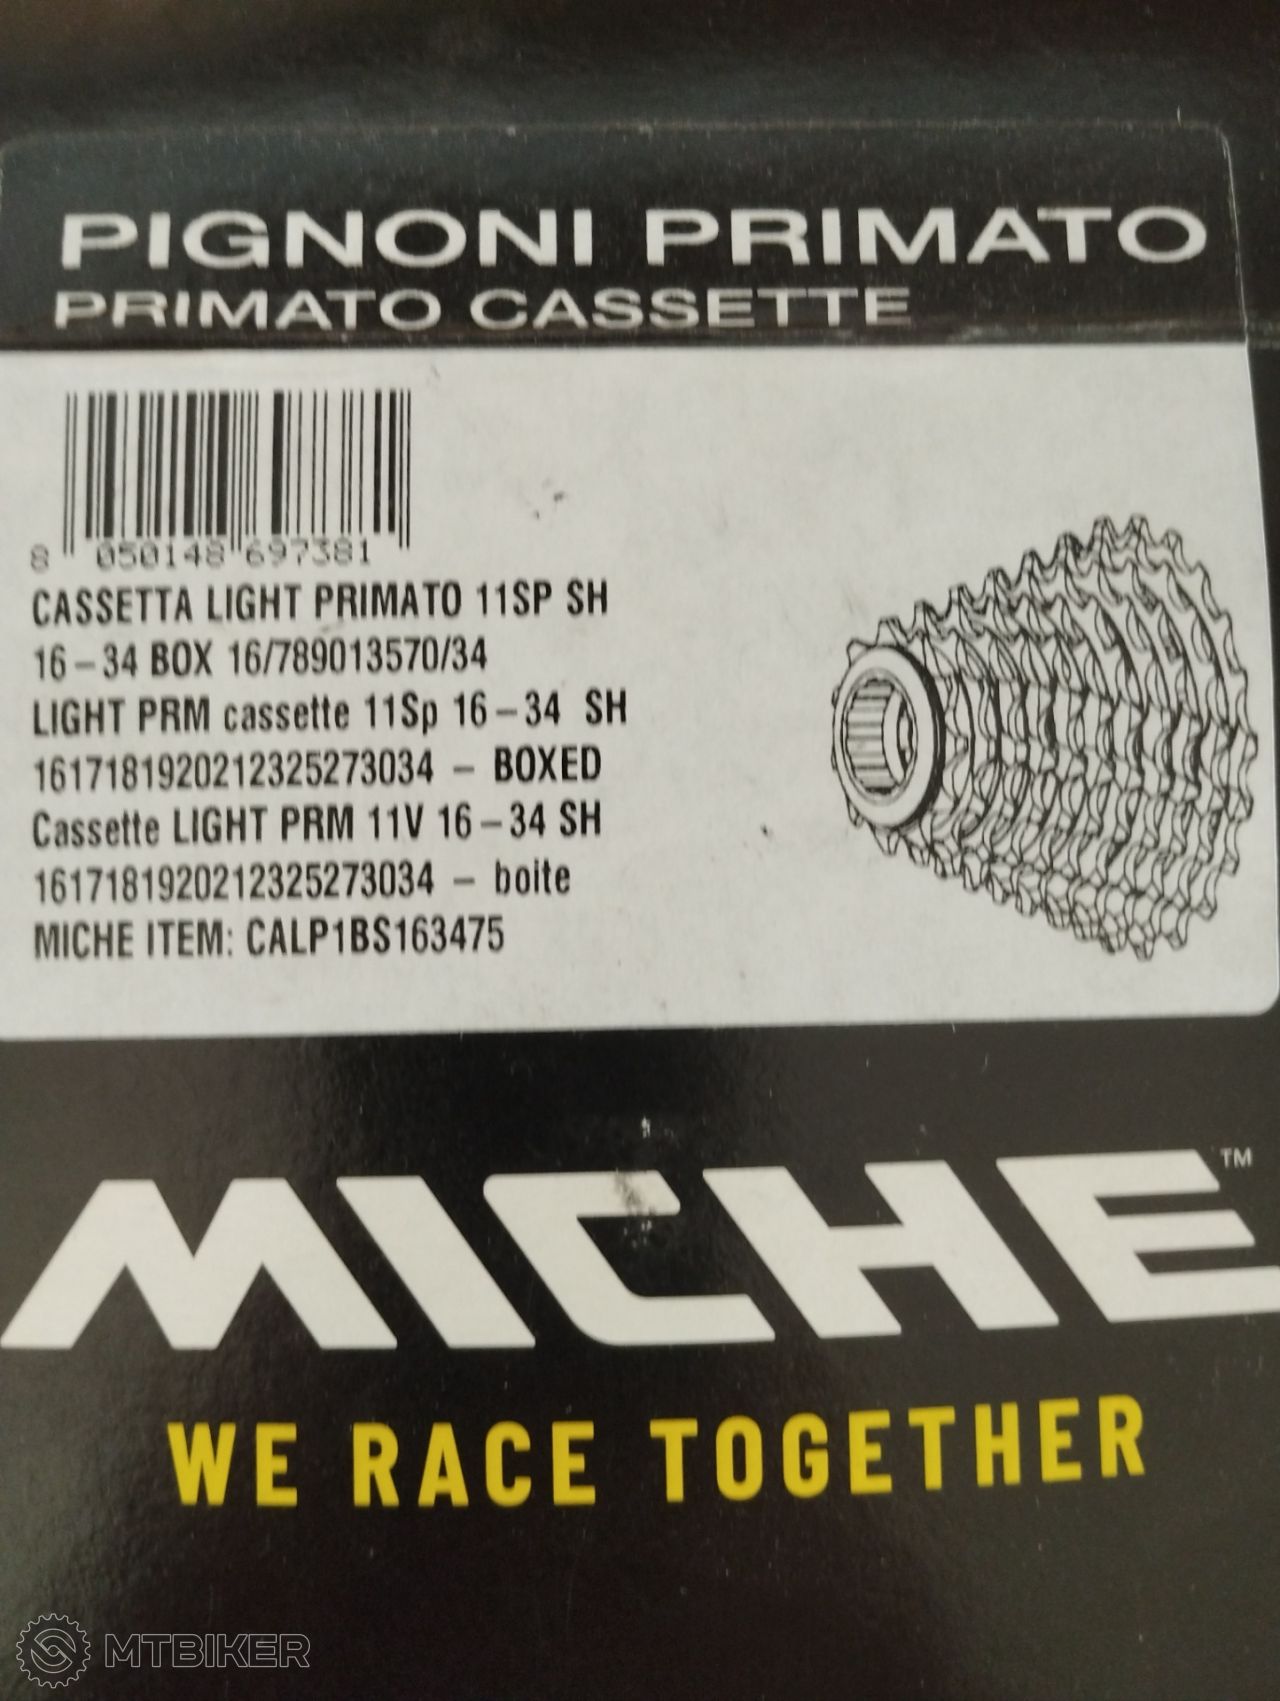 PIGNONI PRIMATO
PRIMATO CASSETTE
8 050148 697381
CASSETTA LIGHT PRIMATO 11SP SH
16-34 BOX 16/789013570/34
LIGHT PRM cassette 11Sp 16-34 SH
1617181920212325273034 - BOXED
Cassette LIGHT PRM 11V 16-34 SH
1617181920212325273034 - boite
MICHE ITEM: CALP1BS163475
MICHE™
WE RACE TOGETHER
MTBIKER